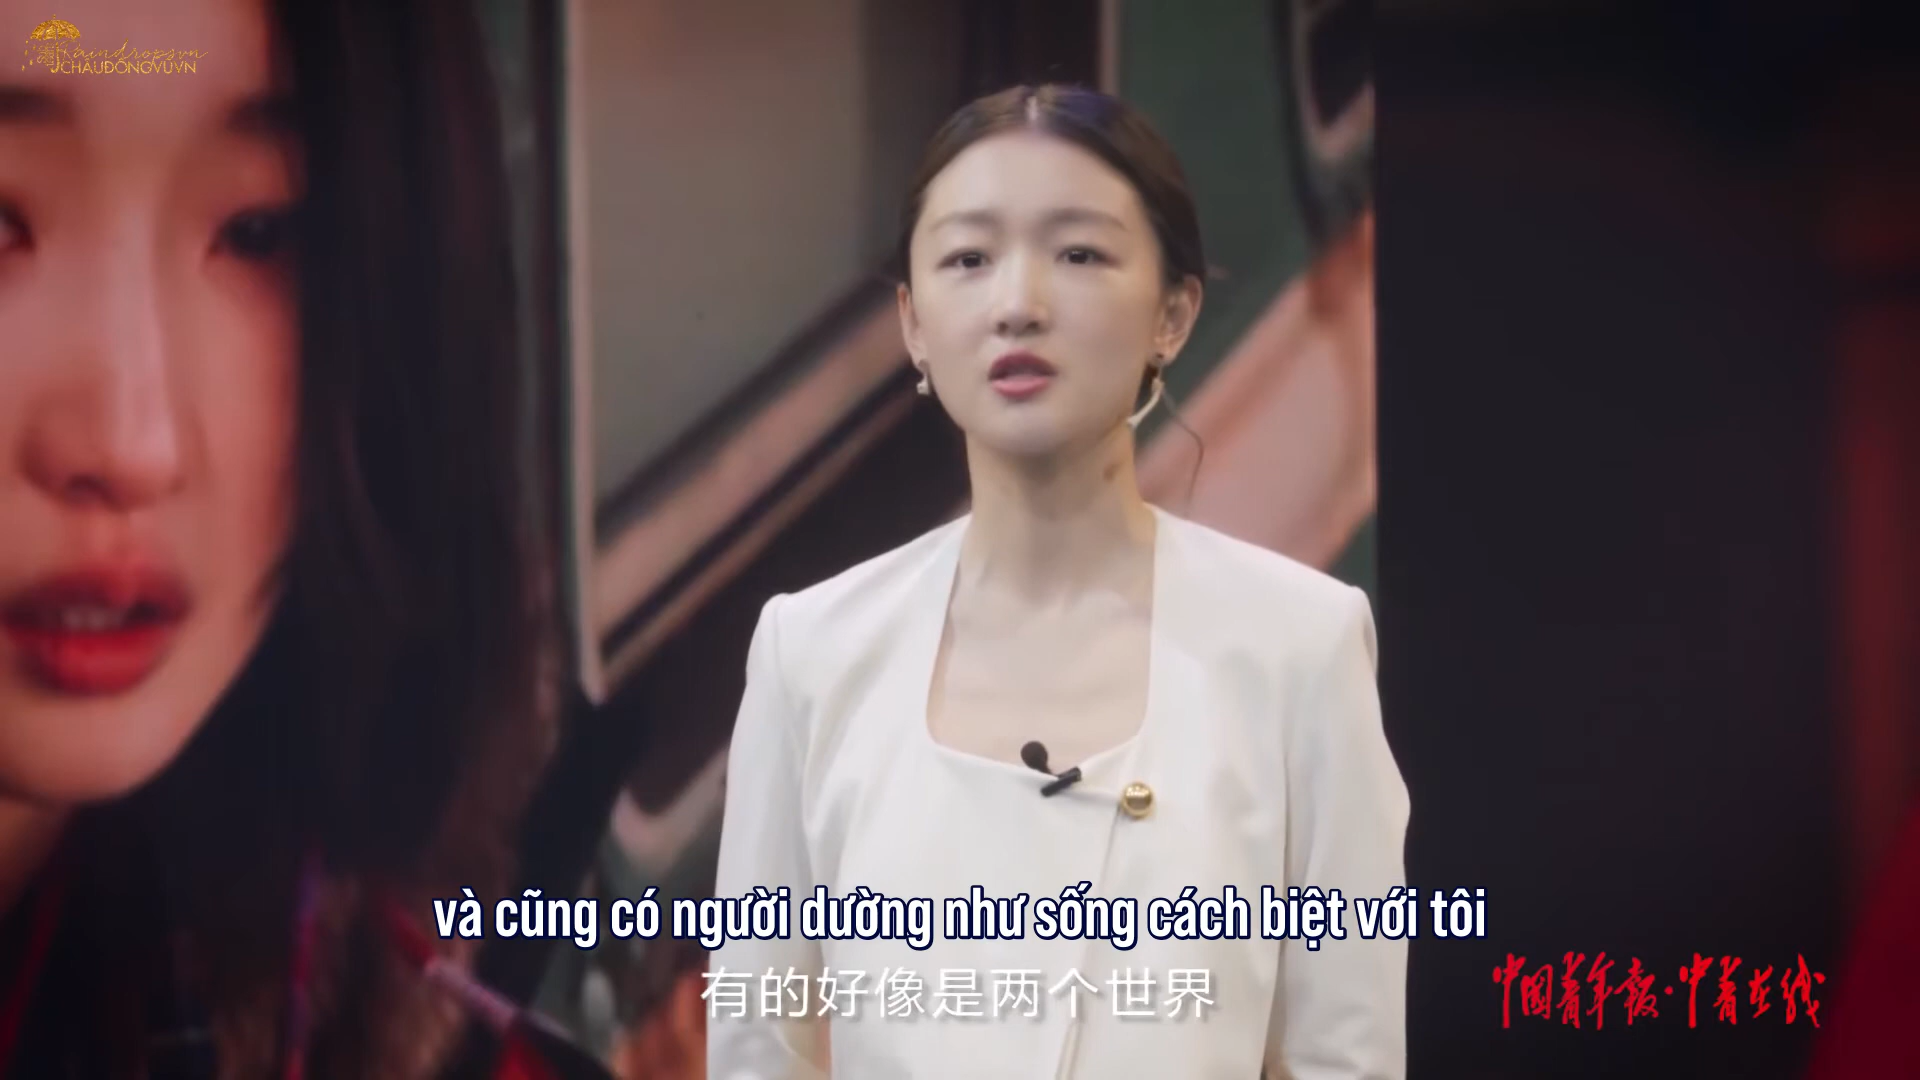 Raindropsvn
CHAUDONGVUVN
và cũng có người dường như sống cách biệt với tôi
有的好像是两个世界
中国青年报·中青在线